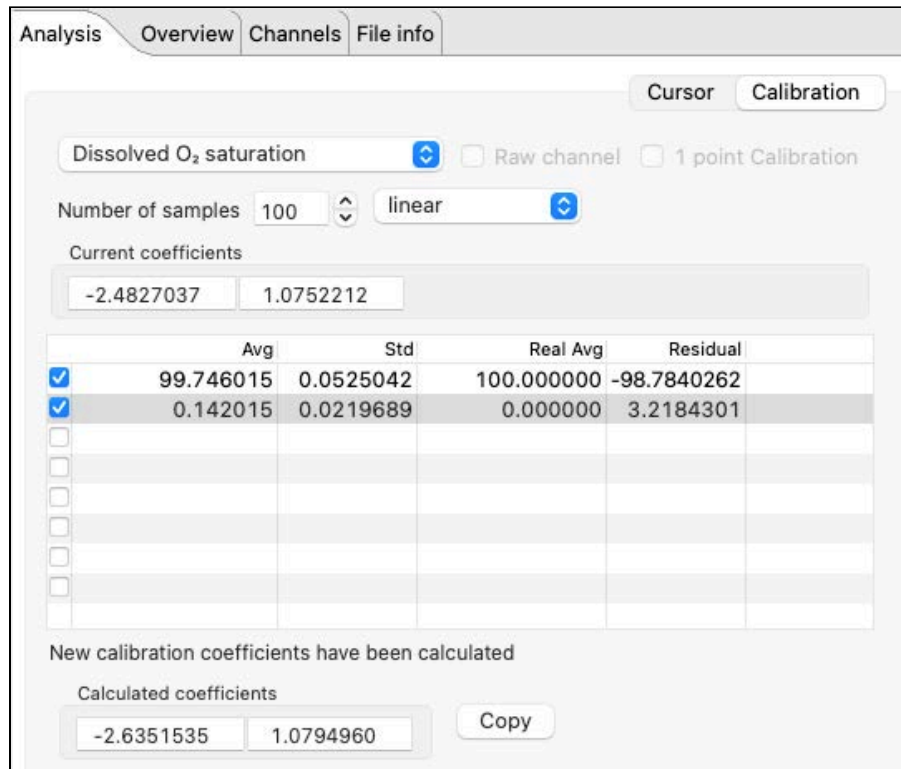 Analysis Overview Channels File info
Cursor Calibration
Dissolved O₂ saturation Raw channel 1 point Calibration
Number of samples 100 linear
Current coefficients
-2.4827037 1.0752212
Avg Std Real Avg Residual
99.746015 0.0525042 100.000000 -98.7840262
0.142015 0.0219689 0.000000 3.2184301
New calibration coefficients have been calculated
Calculated coefficients
-2.6351535 1.0794960 Copy